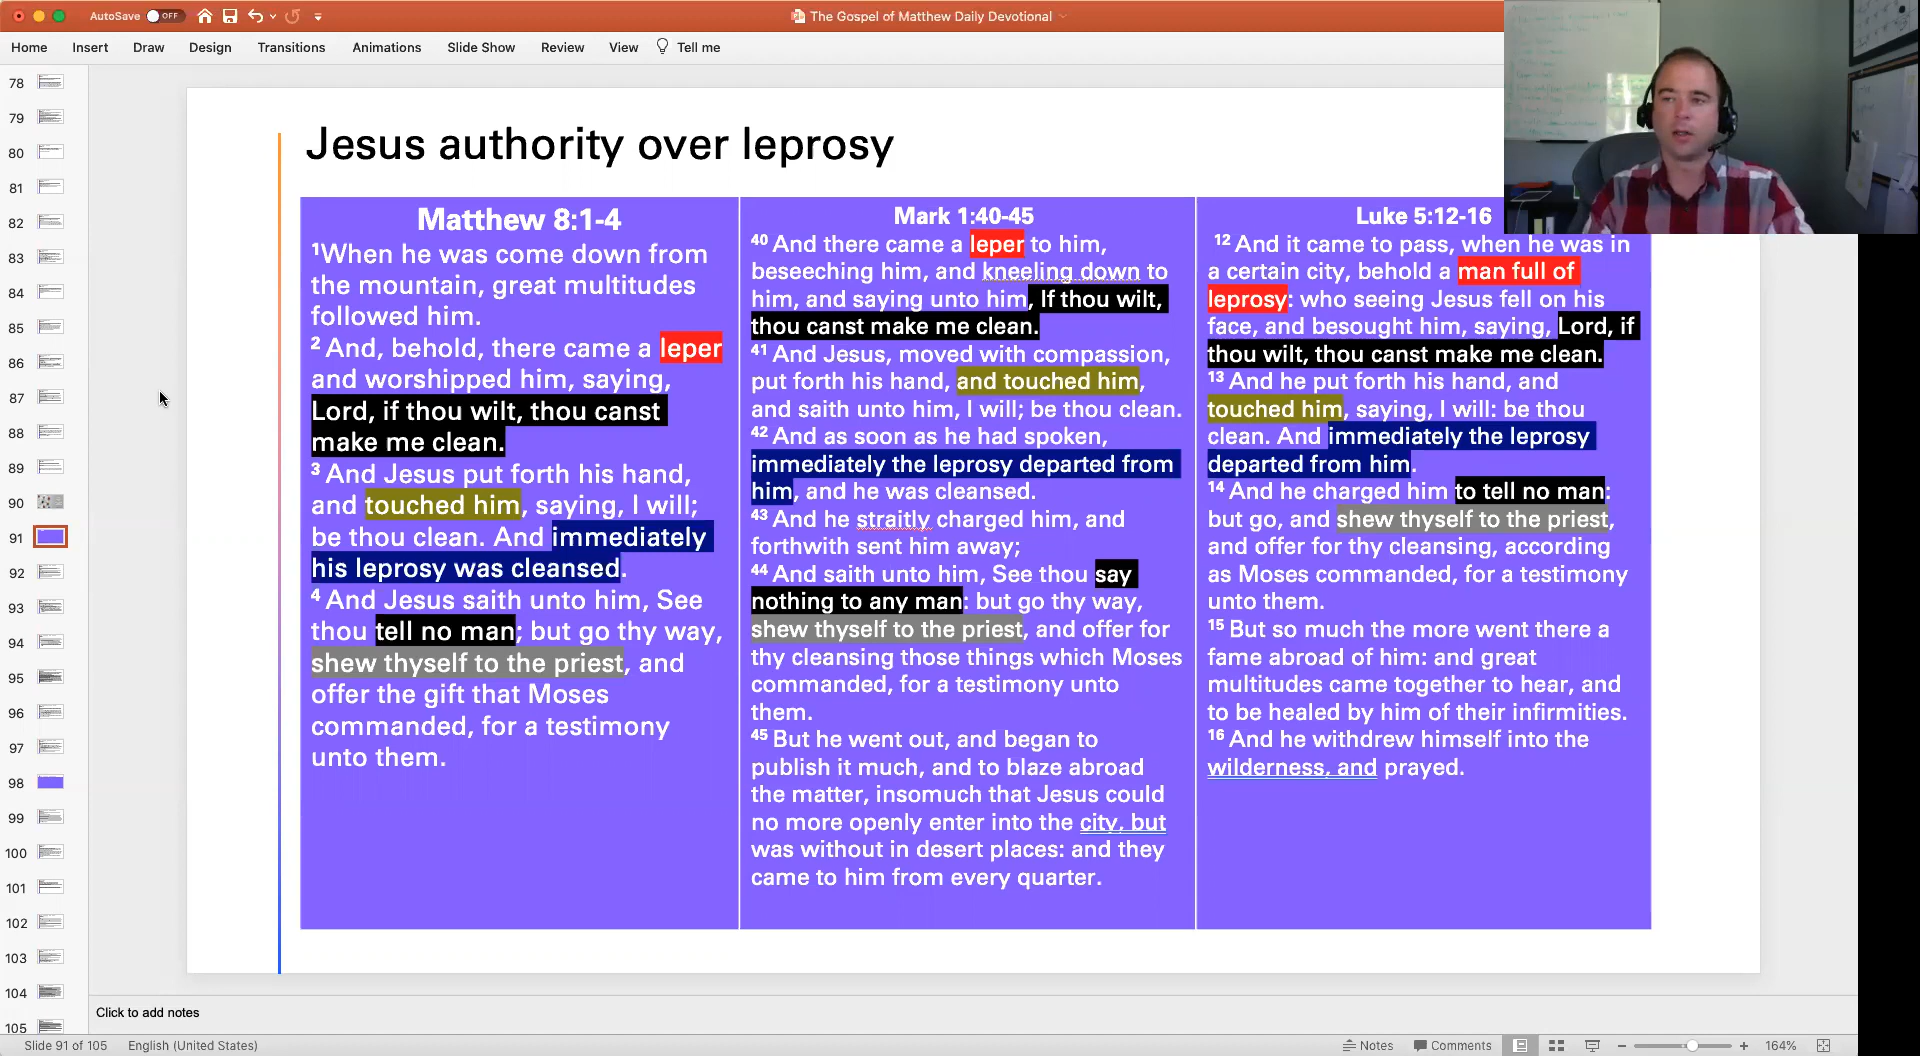 AutoSave OFF
The Gospel of Matthew Daily Devotional
Home Insert Draw Design Transitions Animations Slide Show Review View Tell me
78
79
80
81
82
83
84
85
86
87
88
89
90
91
92
93
94
95
96
97
98
99
100
101
102
103
104
105
Jesus authority over leprosy
Matthew 8:1-4
1When he was come down from
the mountain, great multitudes
followed him.
2 And, behold, there came a leper
and worshipped him, saying,
Lord, if thou wilt, thou canst
make me clean.
3 And Jesus put forth his hand,
and touched him, saying, I will;
be thou clean. And immediately
his leprosy was cleansed.
4 And Jesus saith unto him, See
thou tell no man; but go thy way,
shew thyself to the priest, and
offer the gift that Moses
commanded, for a testimony
unto them.
Mark 1:40-45
40 And there came a leper to him,
beseeching him, and kneeling down to
him, and saying unto him, If thou wilt,
thou canst make me clean.
41 And Jesus, moved with compassion,
put forth his hand, and touched him,
and saith unto him, I will; be thou clean.
42 And as soon as he had spoken,
immediately the leprosy departed from
him, and he was cleansed.
43 And he straitly charged him, and
forthwith sent him away;
44 And saith unto him, See thou say
nothing to any man: but go thy way,
shew thyself to the priest, and offer for
thy cleansing those things which Moses
commanded, for a testimony unto
them.
45 But he went out, and began to
publish it much, and to blaze abroad
the matter, insomuch that Jesus could
no more openly enter into the city, but
was without in desert places: and they
came to him from every quarter.
Luke 5:12-16
12 And it came to pass, when he was in
a certain city, behold a man full of
leprosy: who seeing Jesus fell on his
face, and besought him, saying, Lord, if
thou wilt, thou canst make me clean.
13 And he put forth his hand, and
touched him, saying, I will: be thou
clean. And immediately the leprosy
departed from him.
14 And he charged him to tell no man:
but go, and shew thyself to the priest,
and offer for thy cleansing, according
as Moses commanded, for a testimony
unto them.
15 But so much the more went there a
fame abroad of him: and great
multitudes came together to hear, and
to be healed by him of their infirmities.
16 And he withdrew himself into the
wilderness, and prayed.
Click to add notes
Slide 91 of 105 English (United States) Notes Comments 164%